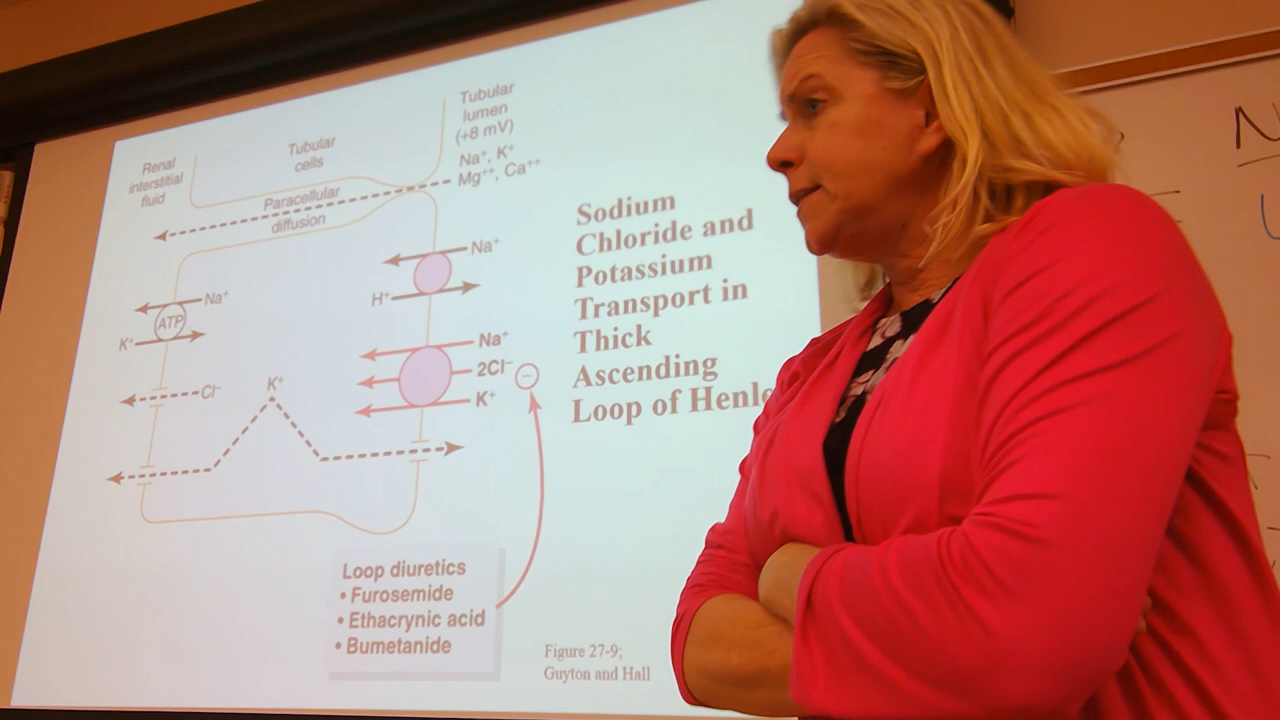 Tubular
lumen
(+8 mV)
Na⁺, K⁺
Mg⁺⁺, Ca⁺⁺
Tubular
cells
Renal
interstitial
fluid
Paracellular
diffusion
Na⁺
H⁺
Na⁺
ATP
K⁺
Na⁺
2Cl⁻
K⁺
−
Cl⁻
K⁺
Sodium
Chloride and
Potassium
Transport in
Thick
Ascending
Loop of Henle
Loop diuretics
• Furosemide
• Ethacrynic acid
• Bumetanide
Figure 27-9;
Guyton and Hall